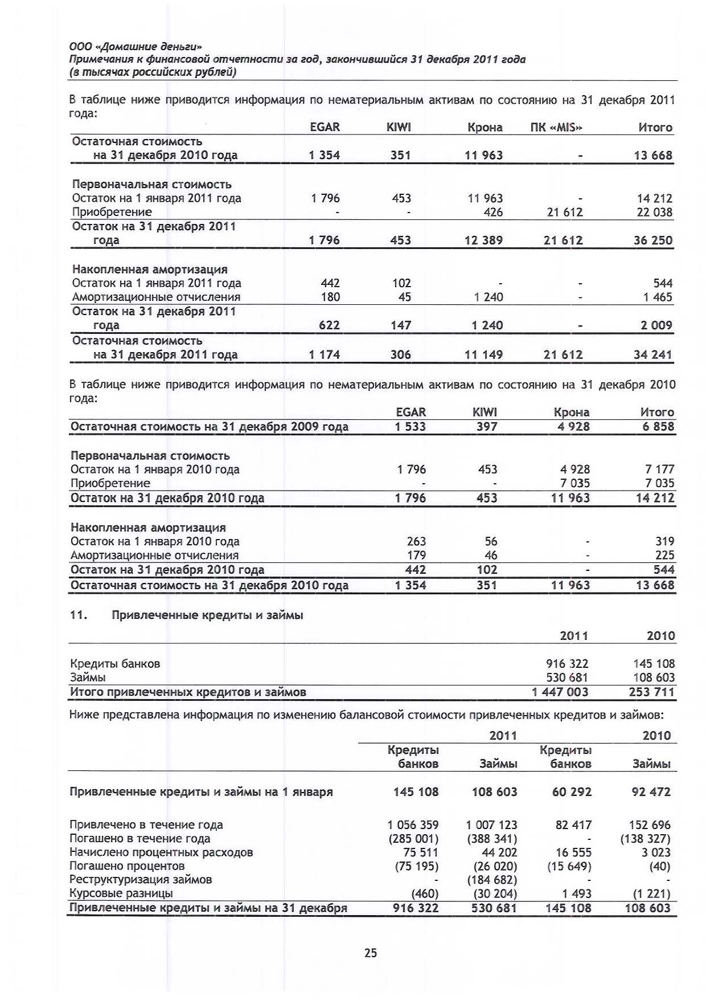 ООО «Домашние деньги»
Примечания к финансовой отчетности за год, закончившийся 31 декабря 2011 года
(в тысячах российских рублей)
В таблице ниже приводится информация по нематериальным активам по состоянию на 31 декабря 2011
года:
EGAR KIWI Крона ПК «MIS» Итого
Остаточная стоимость
на 31 декабря 2010 года 1 354 351 11 963 - 13 668
Первоначальная стоимость
Остаток на 1 января 2011 года 1 796 453 11 963 - 14 212
Приобретение - - 426 21 612 22 038
Остаток на 31 декабря 2011
года 1 796 453 12 389 21 612 36 250
Накопленная амортизация
Остаток на 1 января 2011 года 442 102 - - 544
Амортизационные отчисления 180 45 1 240 - 1 465
Остаток на 31 декабря 2011
года 622 147 1 240 - 2 009
Остаточная стоимость
на 31 декабря 2011 года 1 174 306 11 149 21 612 34 241
В таблице ниже приводится информация по нематериальным активам по состоянию на 31 декабря 2010
года:
EGAR KIWI Крона Итого
Остаточная стоимость на 31 декабря 2009 года 1 533 397 4 928 6 858
Первоначальная стоимость
Остаток на 1 января 2010 года 1 796 453 4 928 7 177
Приобретение - - 7 035 7 035
Остаток на 31 декабря 2010 года 1 796 453 11 963 14 212
Накопленная амортизация
Остаток на 1 января 2010 года 263 56 - 319
Амортизационные отчисления 179 46 - 225
Остаток на 31 декабря 2010 года 442 102 - 544
Остаточная стоимость на 31 декабря 2010 года 1 354 351 11 963 13 668
11. Привлеченные кредиты и займы
2011 2010
Кредиты банков 916 322 145 108
Займы 530 681 108 603
Итого привлеченных кредитов и займов 1 447 003 253 711
Ниже представлена информация по изменению балансовой стоимости привлеченных кредитов и займов:
2011 2010
Кредиты Кредиты
банков Займы банков Займы
Привлеченные кредиты и займы на 1 января 145 108 108 603 60 292 92 472
Привлечено в течение года 1 056 359 1 007 123 82 417 152 696
Погашено в течение года (285 001) (388 341) - (138 327)
Начислено процентных расходов 75 511 44 202 16 555 3 023
Погашено процентов (75 195) (26 020) (15 649) (40)
Реструктуризация займов - (184 682) - -
Курсовые разницы (460) (30 204) 1 493 (1 221)
Привлеченные кредиты и займы на 31 декабря 916 322 530 681 145 108 108 603
25